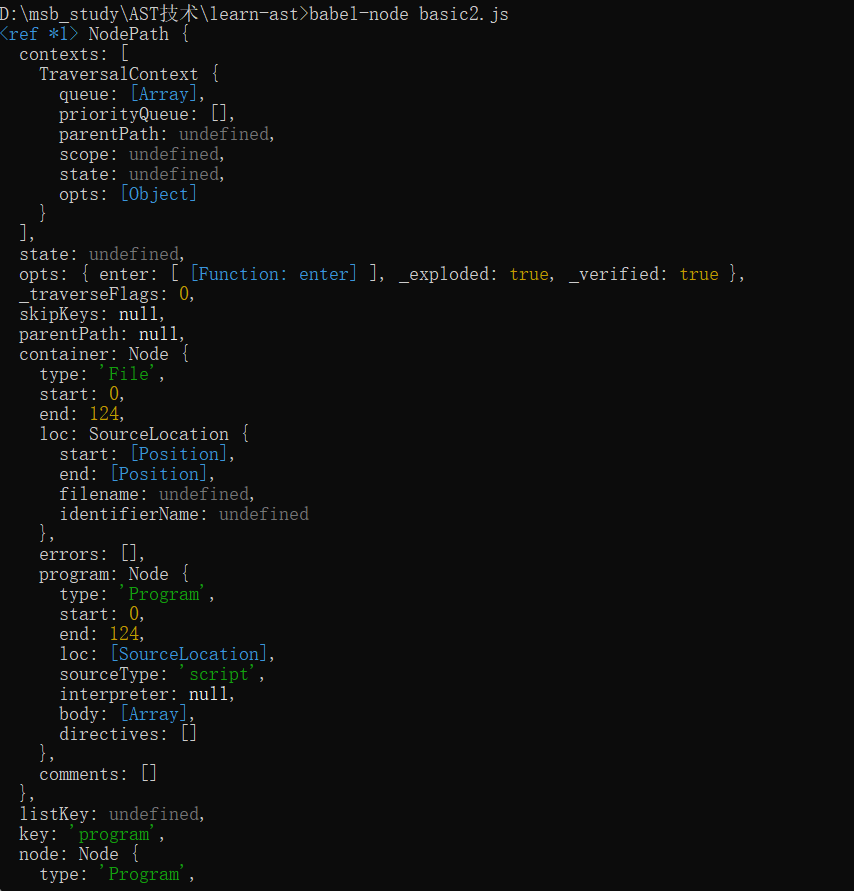 D:\msb_study\AST技术\learn-ast>babel-node basic2.js
<ref *1> NodePath {
  contexts: [
    TraversalContext {
      queue: [Array],
      priorityQueue: [],
      parentPath: undefined,
      scope: undefined,
      state: undefined,
      opts: [Object]
    }
  ],
  state: undefined,
  opts: { enter: [ [Function: enter] ], _exploded: true, _verified: true },
  _traverseFlags: 0,
  skipKeys: null,
  parentPath: null,
  container: Node {
    type: 'File',
    start: 0,
    end: 124,
    loc: SourceLocation {
      start: [Position],
      end: [Position],
      filename: undefined,
      identifierName: undefined
    },
    errors: [],
    program: Node {
      type: 'Program',
      start: 0,
      end: 124,
      loc: [SourceLocation],
      sourceType: 'script',
      interpreter: null,
      body: [Array],
      directives: []
    },
    comments: []
  },
  listKey: undefined,
  key: 'program',
  node: Node {
    type: 'Program',